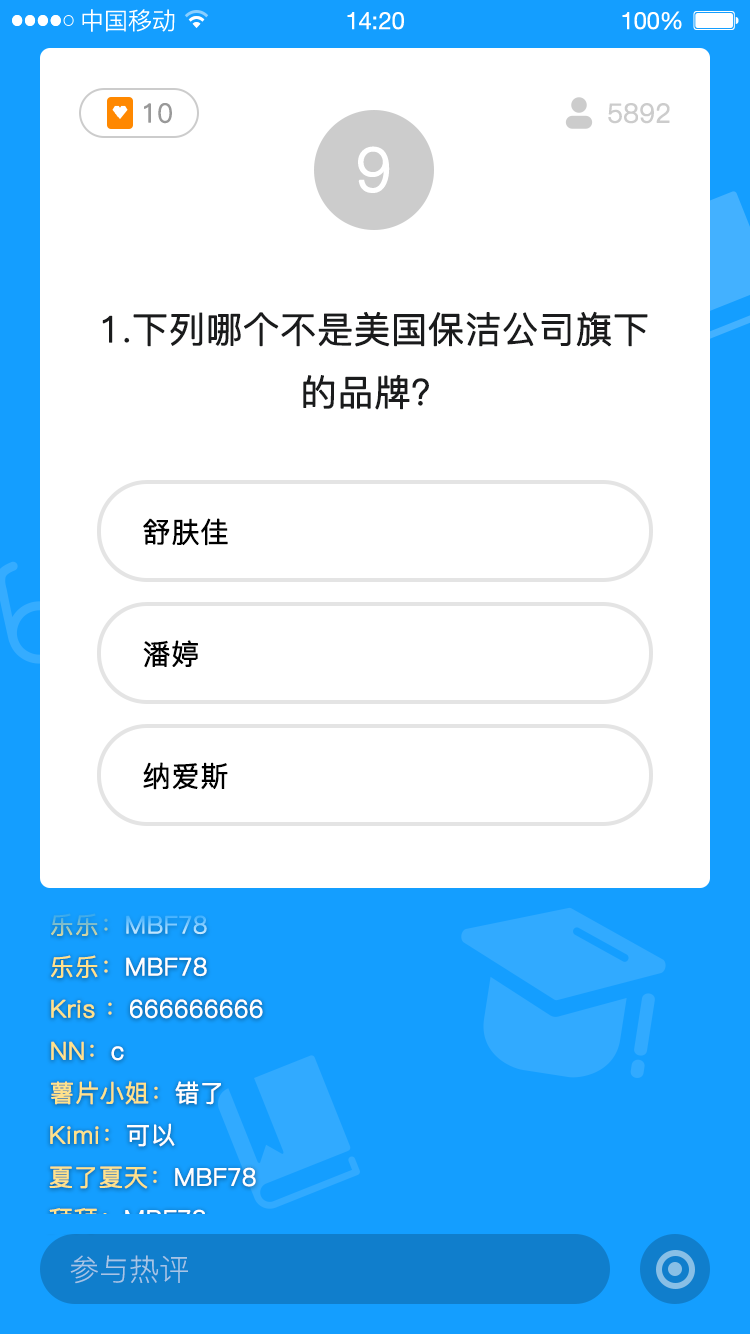 中国移动 14:20 100%
10 5892
9
1.下列哪个不是美国保洁公司旗下
的品牌?
舒肤佳
潘婷
纳爱斯
乐乐: MBF78
乐乐: MBF78
Kris : 666666666
NN: c
薯片小姐: 错了
Kimi: 可以
夏了夏天: MBF78
MBF78
参与热评